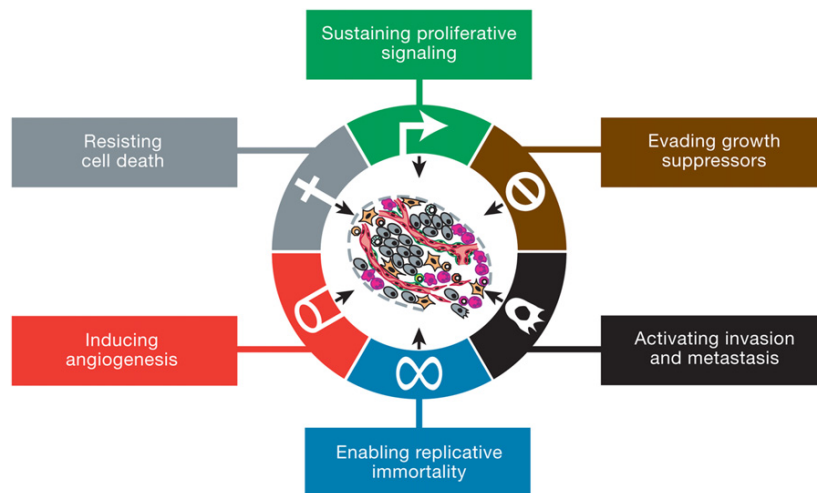 Sustaining proliferative
signaling
Resisting
cell death
Evading growth
suppressors
Inducing
angiogenesis
Activating invasion
and metastasis
Enabling replicative
immortality